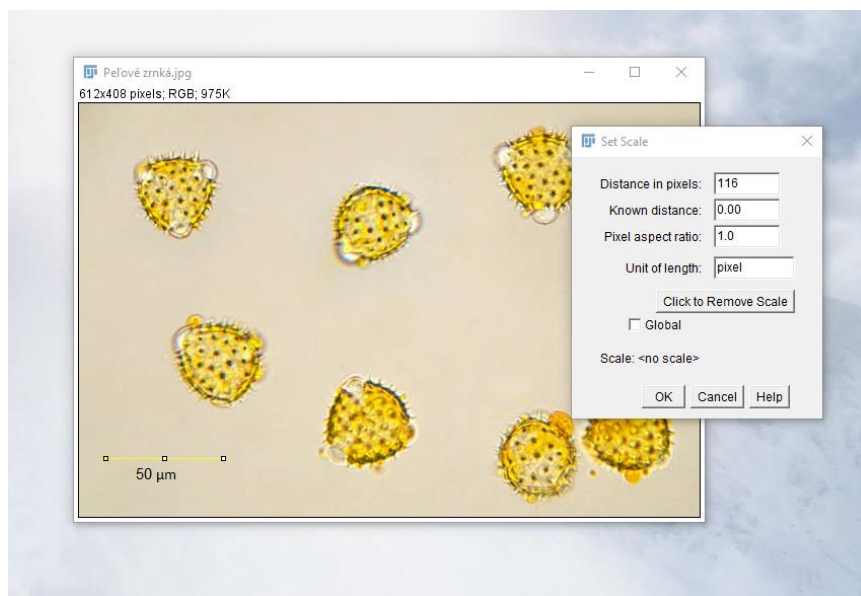 Peľové zrnká.jpg
612x408 pixels; RGB; 975K
Set Scale
Distance in pixels: 116
Known distance: 0.00
Pixel aspect ratio: 1.0
Unit of length: pixel
Click to Remove Scale
Global
Scale: <no scale>
OK Cancel Help
50 µm